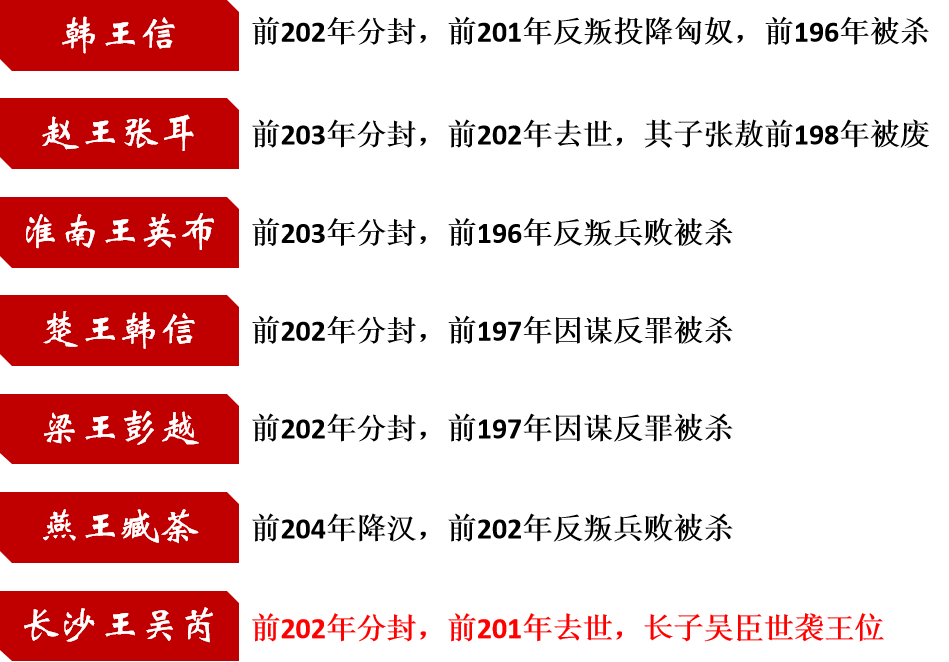 韩王信 前202年分封，前201年反叛投降匈奴，前196年被杀
赵王张耳 前203年分封，前202年去世，其子张敖前198年被废
淮南王英布 前203年分封，前196年反叛兵败被杀
楚王韩信 前202年分封，前197年因谋反罪被杀
梁王彭越 前202年分封，前197年因谋反罪被杀
燕王臧荼 前204年降汉，前202年反叛兵败被杀
长沙王吴芮 前202年分封，前201年去世，长子吴臣世袭王位